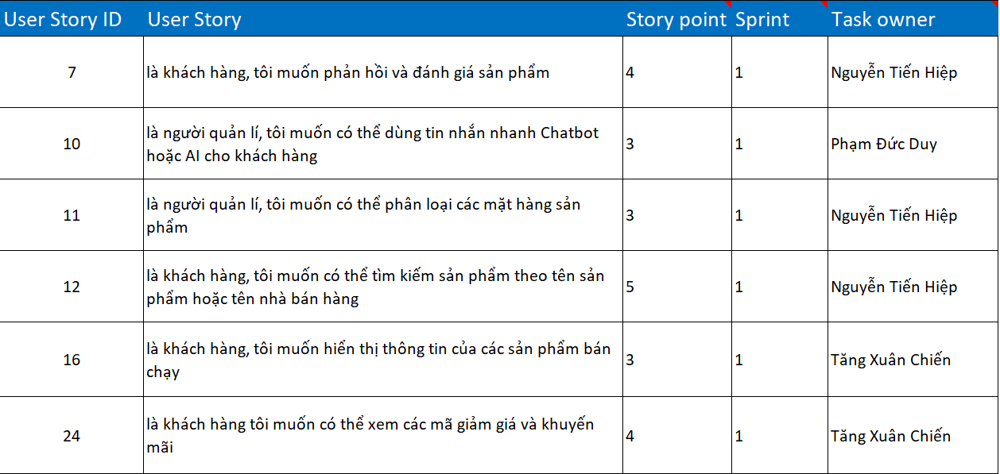 User Story ID User Story Story point Sprint Task owner
7 là khách hàng, tôi muốn phản hồi và đánh giá sản phẩm 4 1 Nguyễn Tiến Hiệp
là người quản lí, tôi muốn có thể dùng tin nhắn nhanh Chatbot
10 hoặc AI cho khách hàng 3 1 Phạm Đức Duy
là người quản lí, tôi muốn có thể phân loại các mặt hàng sản
11 phẩm 3 1 Nguyễn Tiến Hiệp
là khách hàng, tôi muốn có thể tìm kiếm sản phẩm theo tên sản
12 phẩm hoặc tên nhà bán hàng 5 1 Nguyễn Tiến Hiệp
là khách hàng, tôi muốn hiển thị thông tin của các sản phẩm bán
16 chạy 3 1 Tăng Xuân Chiến
là khách hàng tôi muốn có thể xem các mã giảm giá và khuyến
24 mãi 4 1 Tăng Xuân Chiến